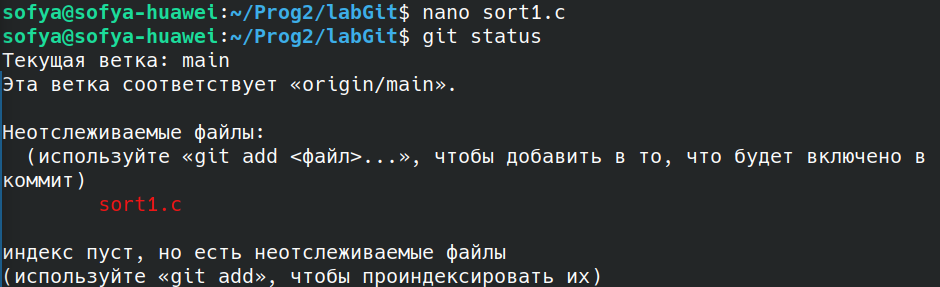 sofya@sofya-huawei:~/Prog2/labGit$ nano sort1.c
sofya@sofya-huawei:~/Prog2/labGit$ git status
Текущая ветка: main
Эта ветка соответствует «origin/main».
Неотслеживаемые файлы:
(используйте «git add <файл>...», чтобы добавить в то, что будет включено в
коммит)
sort1.c
индекс пуст, но есть неотслеживаемые файлы
(используйте «git add», чтобы проиндексировать их)